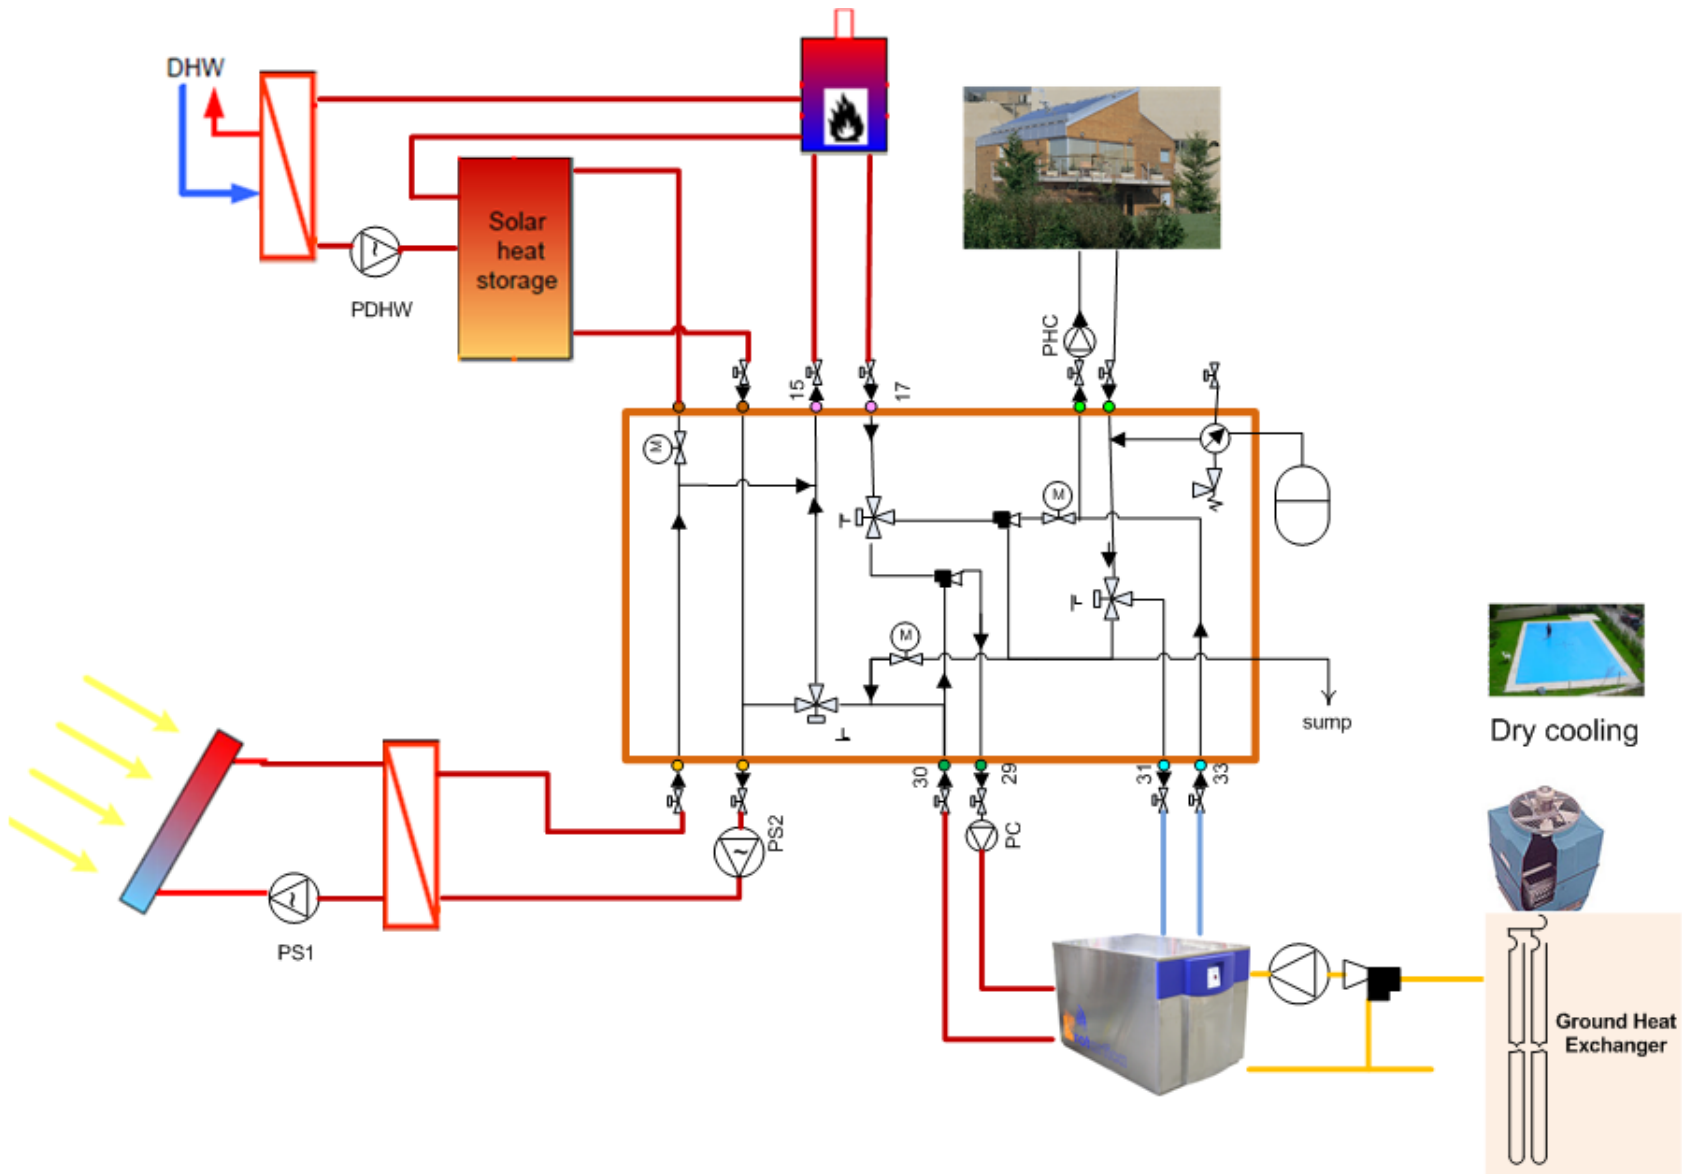 DHW
Solar
heat
storage
PDHW
PHC
15
17
M
M
M
sump
Dry cooling
30
29
31
33
PS2
PC
PS1
Ground Heat
Exchanger